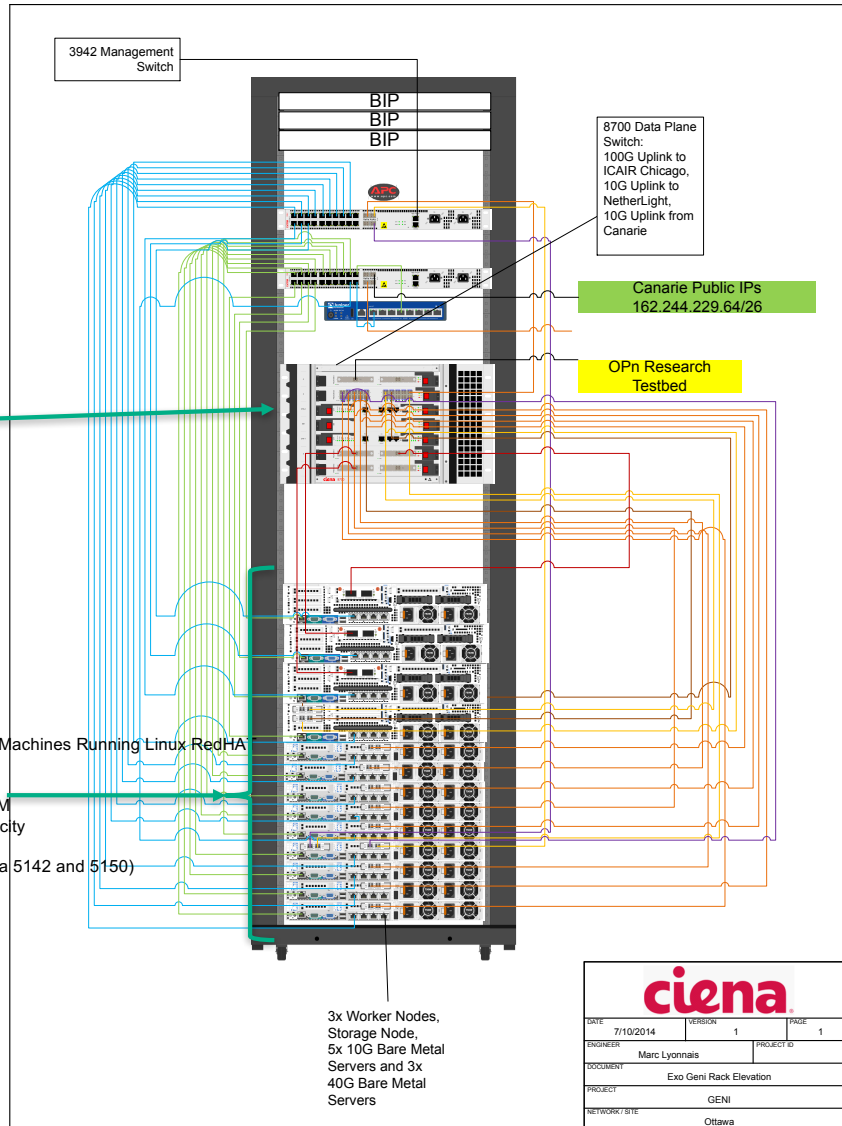 3942 Management
Switch
BIP
BIP
BIP
8700 Data Plane
Switch:
100G Uplink to
ICAIR Chicago,
10G Uplink to
NetherLight,
10G Uplink from
Canarie
APC
Canarie Public IPs
162.244.229.64/26
OPn Research
Testbed
ciena
Machines Running Linux RedHAT
M
city
a 5142 and 5150)
3x Worker Nodes,
Storage Node,
5x 10G Bare Metal
Servers and 3x
40G Bare Metal
Servers
ciena
DATE
VERSION
PAGE
7/10/2014
1
1
ENGINEER
PROJECT ID
Marc Lyonnais
DOCUMENT
Exo Geni Rack Elevation
PROJECT
GENI
NETWORK / SITE
Ottawa